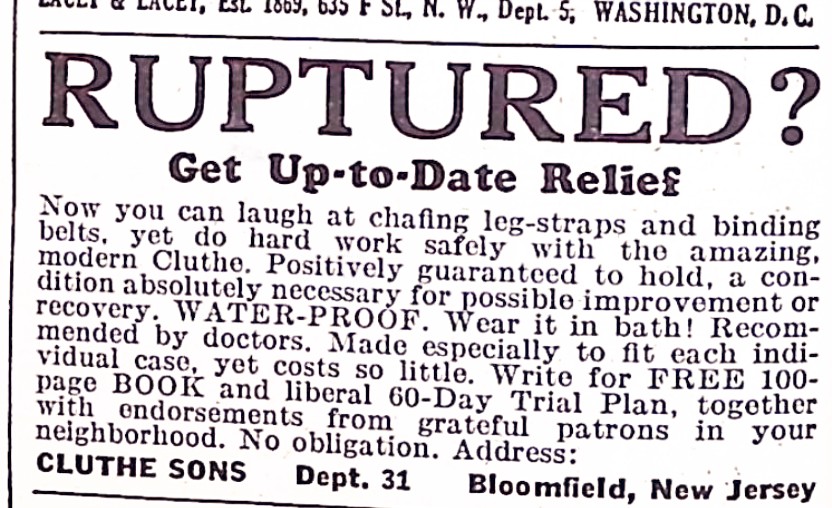 LACEY & LACEY, Est. 1869, 635 F St., N. W., Dept. 5, WASHINGTON, D. C.
RUPTURED?
Get Up-to-Date Relief
Now you can laugh at chafing leg-straps and binding
belts, yet do hard work safely with the amazing,
modern Cluthe. Positively guaranteed to hold, a con-
dition absolutely necessary for possible improvement or
recovery. WATER-PROOF. Wear it in bath! Recom-
mended by doctors. Made especially to fit each indi-
vidual case, yet costs so little. Write for FREE 100-
page BOOK and liberal 60-Day Trial Plan, together
with endorsements from grateful patrons in your
neighborhood. No obligation. Address:
CLUTHE SONS Dept. 31 Bloomfield, New Jersey